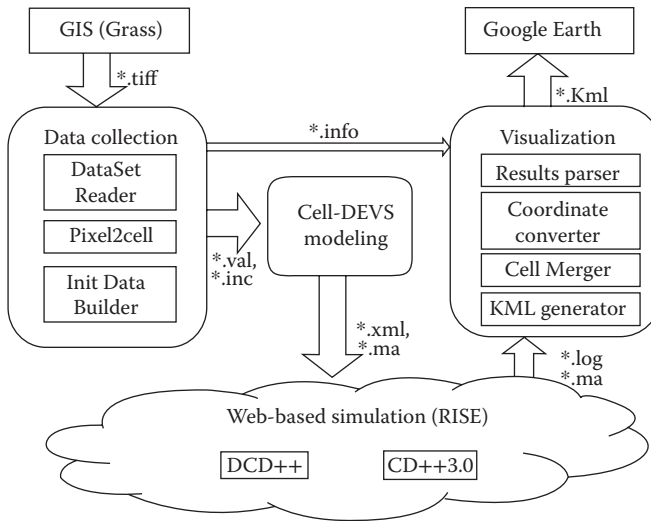 GIS (Grass)
Google Earth
*.tiff
*.Kml
Data collection
DataSet
Reader
Pixel2cell
Init Data
Builder
*.info
*.val,
*.inc
Cell-DEVS
modeling
Visualization
Results parser
Coordinate
converter
Cell Merger
KML generator
*.xml,
*.ma
*.log
*.ma
Web-based simulation (RISE)
DCD++
CD++3.0